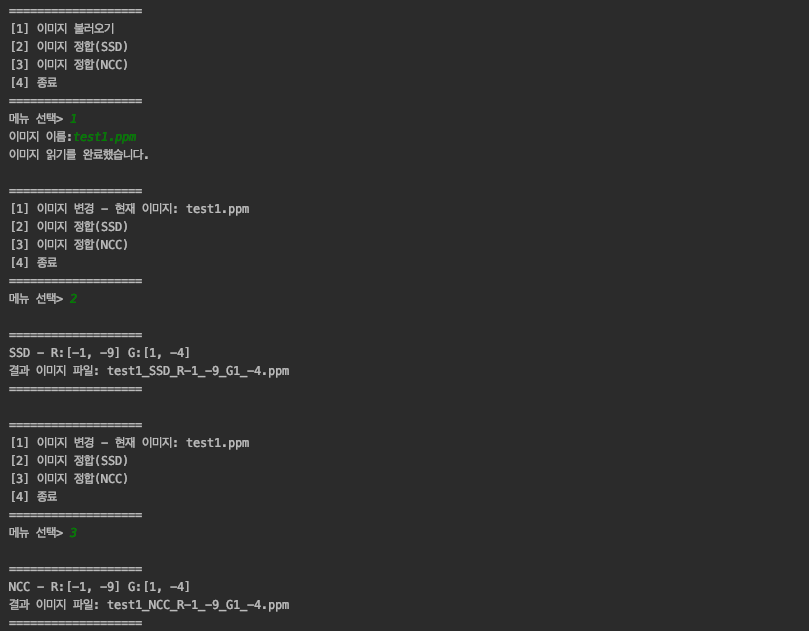 ===================
[1] 이미지 불러오기
[2] 이미지 정합(SSD)
[3] 이미지 정합(NCC)
[4] 종료
===================
메뉴 선택> 1
이미지 이름:test1.ppm
이미지 읽기를 완료했습니다.
===================
[1] 이미지 변경 - 현재 이미지: test1.ppm
[2] 이미지 정합(SSD)
[3] 이미지 정합(NCC)
[4] 종료
===================
메뉴 선택> 2
===================
SSD - R:[-1, -9] G:[1, -4]
결과 이미지 파일: test1_SSD_R-1_-9_G1_-4.ppm
===================
===================
[1] 이미지 변경 - 현재 이미지: test1.ppm
[2] 이미지 정합(SSD)
[3] 이미지 정합(NCC)
[4] 종료
===================
메뉴 선택> 3
===================
NCC - R:[-1, -9] G:[1, -4]
결과 이미지 파일: test1_NCC_R-1_-9_G1_-4.ppm
===================